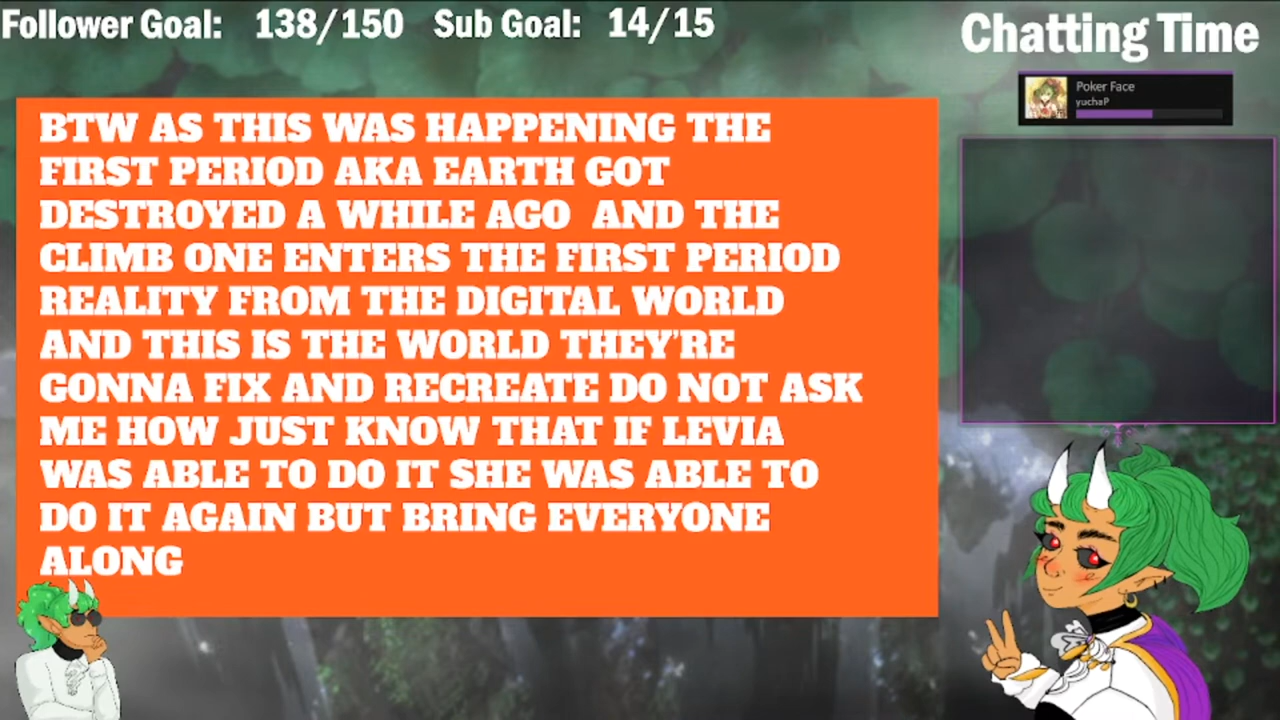 Follower Goal: 138/150 Sub Goal: 14/15
Chatting Time
Poker Face
yuchaP
BTW AS THIS WAS HAPPENING THE
FIRST PERIOD AKA EARTH GOT
DESTROYED A WHILE AGO AND THE
CLIMB ONE ENTERS THE FIRST PERIOD
REALITY FROM THE DIGITAL WORLD
AND THIS IS THE WORLD THEY'RE
GONNA FIX AND RECREATE DO NOT ASK
ME HOW JUST KNOW THAT IF LEVIA
WAS ABLE TO DO IT SHE WAS ABLE TO
DO IT AGAIN BUT BRING EVERYONE
ALONG